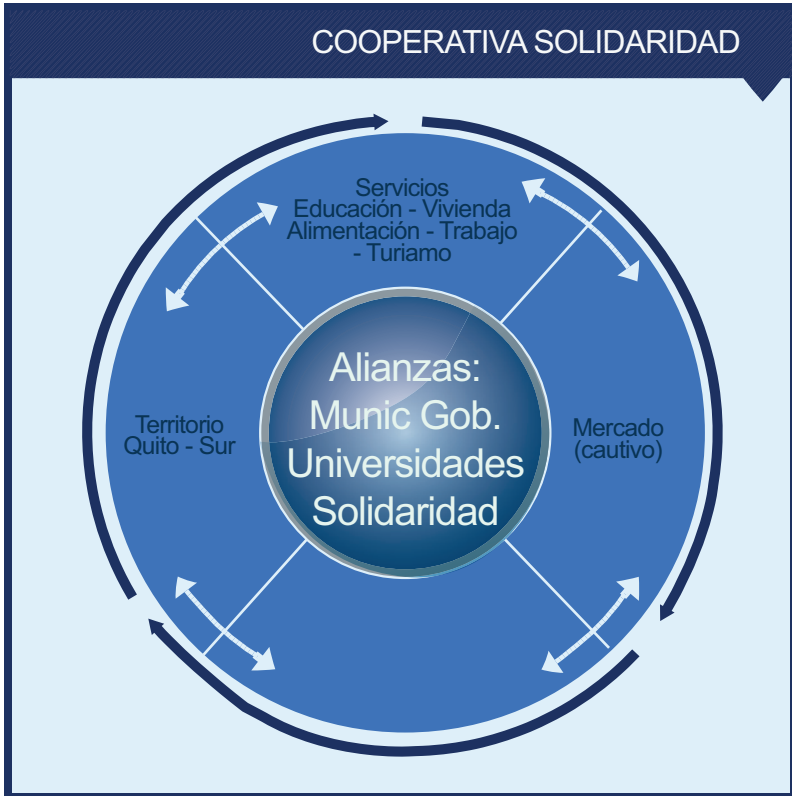 COOPERATIVA SOLIDARIDAD
Servicios
Educación - Vivienda
Alimentación - Trabajo
- Turiamo
Alianzas:
Munic Gob.
Universidades
Solidaridad
Territorio
Quito - Sur
Mercado
(cautivo)